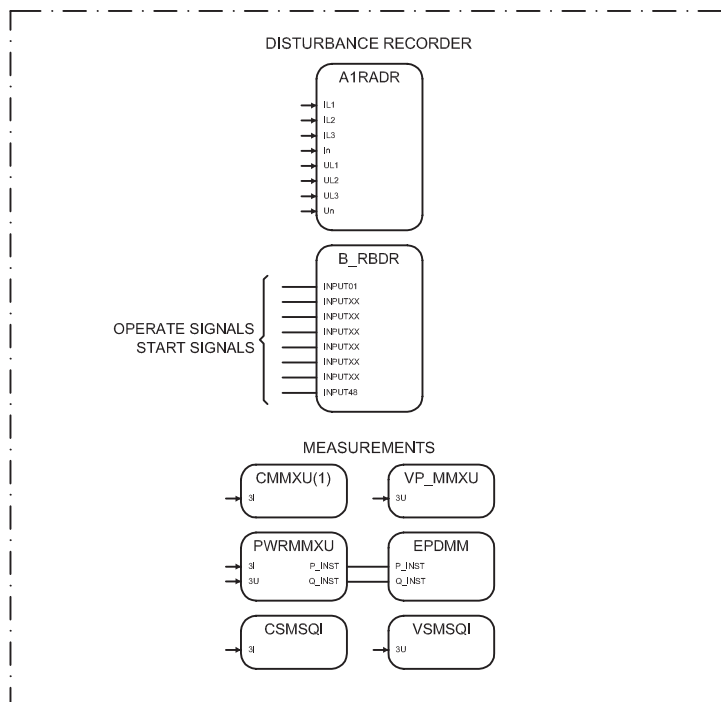 DISTURBANCE RECORDER
A1RADR
IL1
IL2
IL3
In
UL1
UL2
UL3
Un
B_RBDR
INPUT01
INPUTXX
INPUTXX
INPUTXX
INPUTXX
INPUTXX
INPUTXX
INPUT48
OPERATE SIGNALS
START SIGNALS
MEASUREMENTS
CMMXU(1)
3I
VP_MMXU
3U
PWRMMXU
3I P_INST
3U Q_INST
EPDMM
P_INST
Q_INST
CSMSQI
3I
VSMSQI
3U